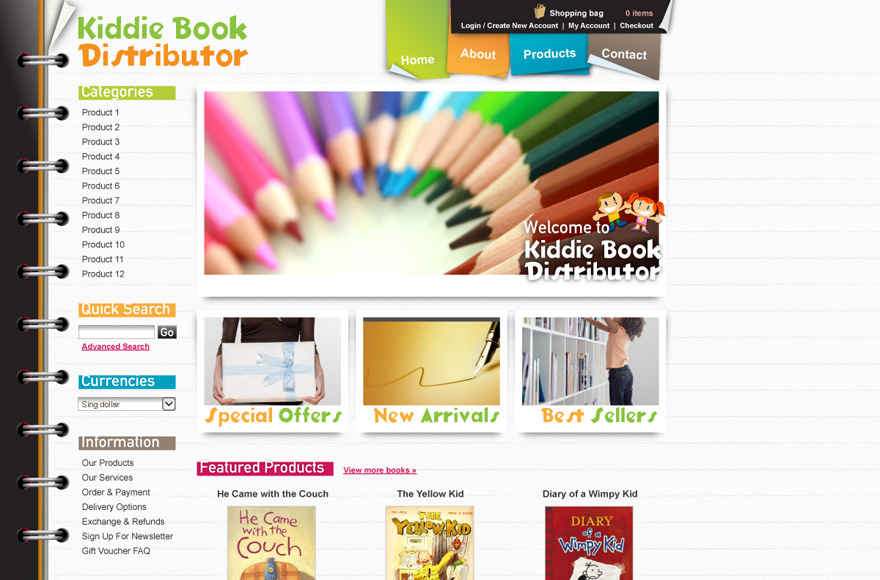 Kiddie Book
Distributor
Shopping bag 0 items
Login / Create New Account | My Account | Checkout
Home
About
Products
Contact
Categories
Product 1
Product 2
Product 3
Product 4
Product 5
Product 6
Product 7
Product 8
Product 9
Product 10
Product 11
Product 12
Quick Search
Go
Advanced Search
Currencies
Sing dollar
Information
Our Products
Our Services
Order & Payment
Delivery Options
Exchange & Refunds
Sign Up For Newsletter
Gift Voucher FAQ
Welcome to
Kiddie Book
Distributor
Special Offers
New Arrivals
Best Sellers
Featured Products
View more books »
He Came with the Couch
The Yellow Kid
Diary of a Wimpy Kid
He Came
with the
Couch
THE
YELLOW KID
DIARY
of a
Wimpy Kid